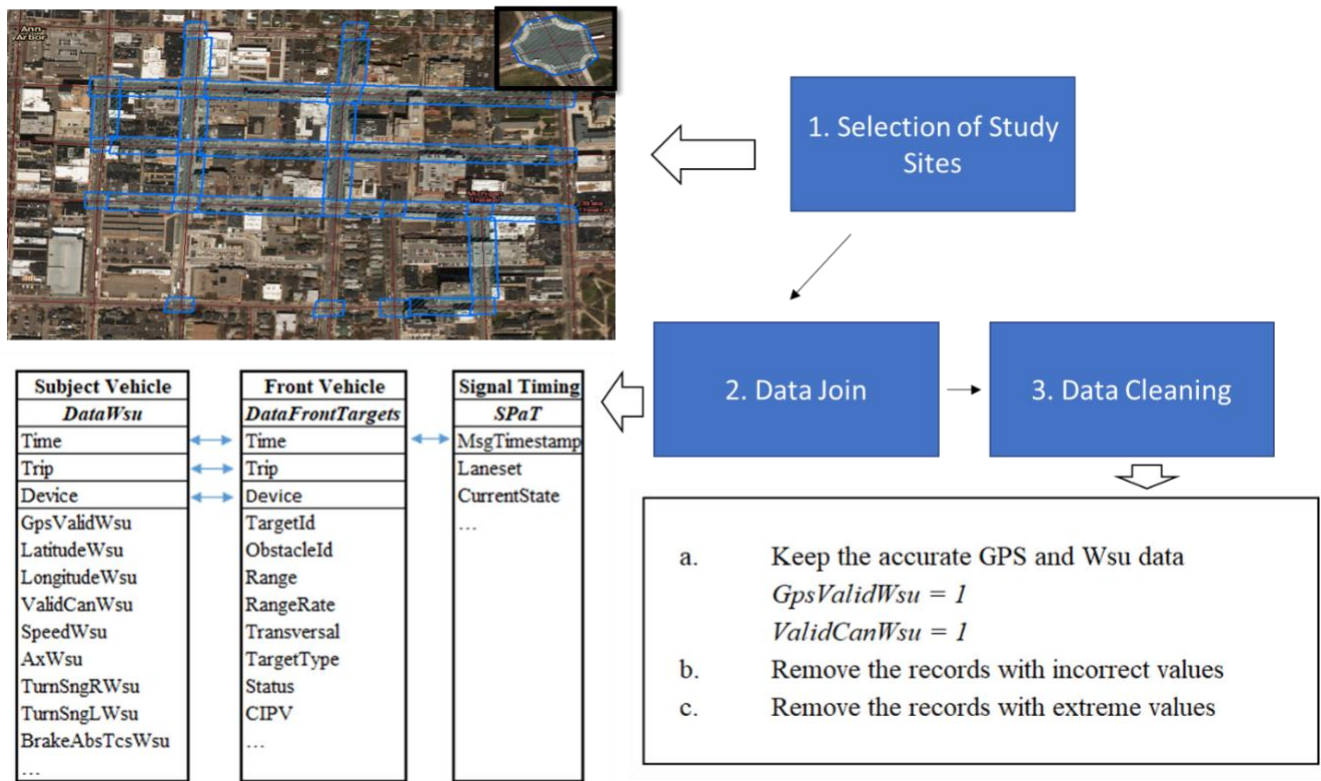 Ann
Arbor
1. Selection of Study
Sites
2. Data Join
3. Data Cleaning
Subject Vehicle
DataWsu
Time
Trip
Device
GpsValidWsu
LatitudeWsu
LongitudeWsu
ValidCanWsu
SpeedWsu
AxWsu
TurnSngRWsu
TurnSngLWsu
BrakeAbsTcsWsu
...
Front Vehicle
DataFrontTargets
Time
Trip
Device
TargetId
ObstacleId
Range
RangeRate
Transversal
TargetType
Status
CIPV
...
Signal Timing
SPaT
MsgTimestamp
Laneset
CurrentState
...
a. Keep the accurate GPS and Wsu data
GpsValidWsu = 1
ValidCanWsu = 1
b. Remove the records with incorrect values
c. Remove the records with extreme values